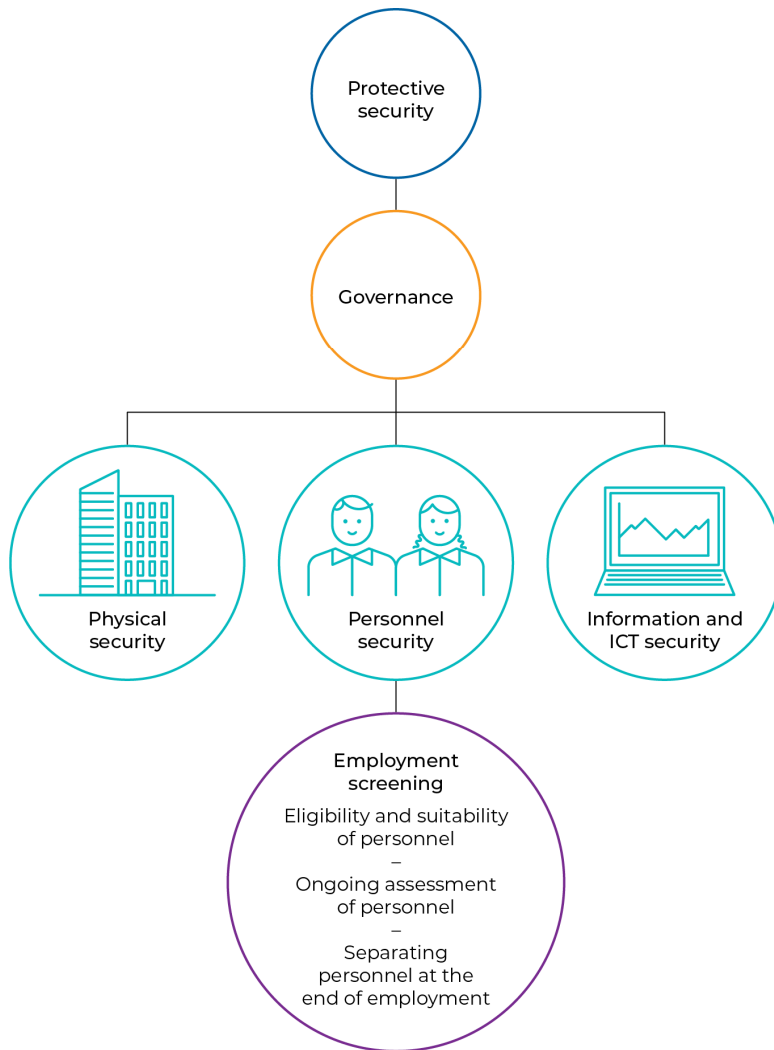 Protective
security
Governance
Physical
security
Personnel
security
Information and
ICT security
Employment
screening
Eligibility and suitability
of personnel
–
Ongoing assessment
of personnel
–
Separating
personnel at the
end of employment